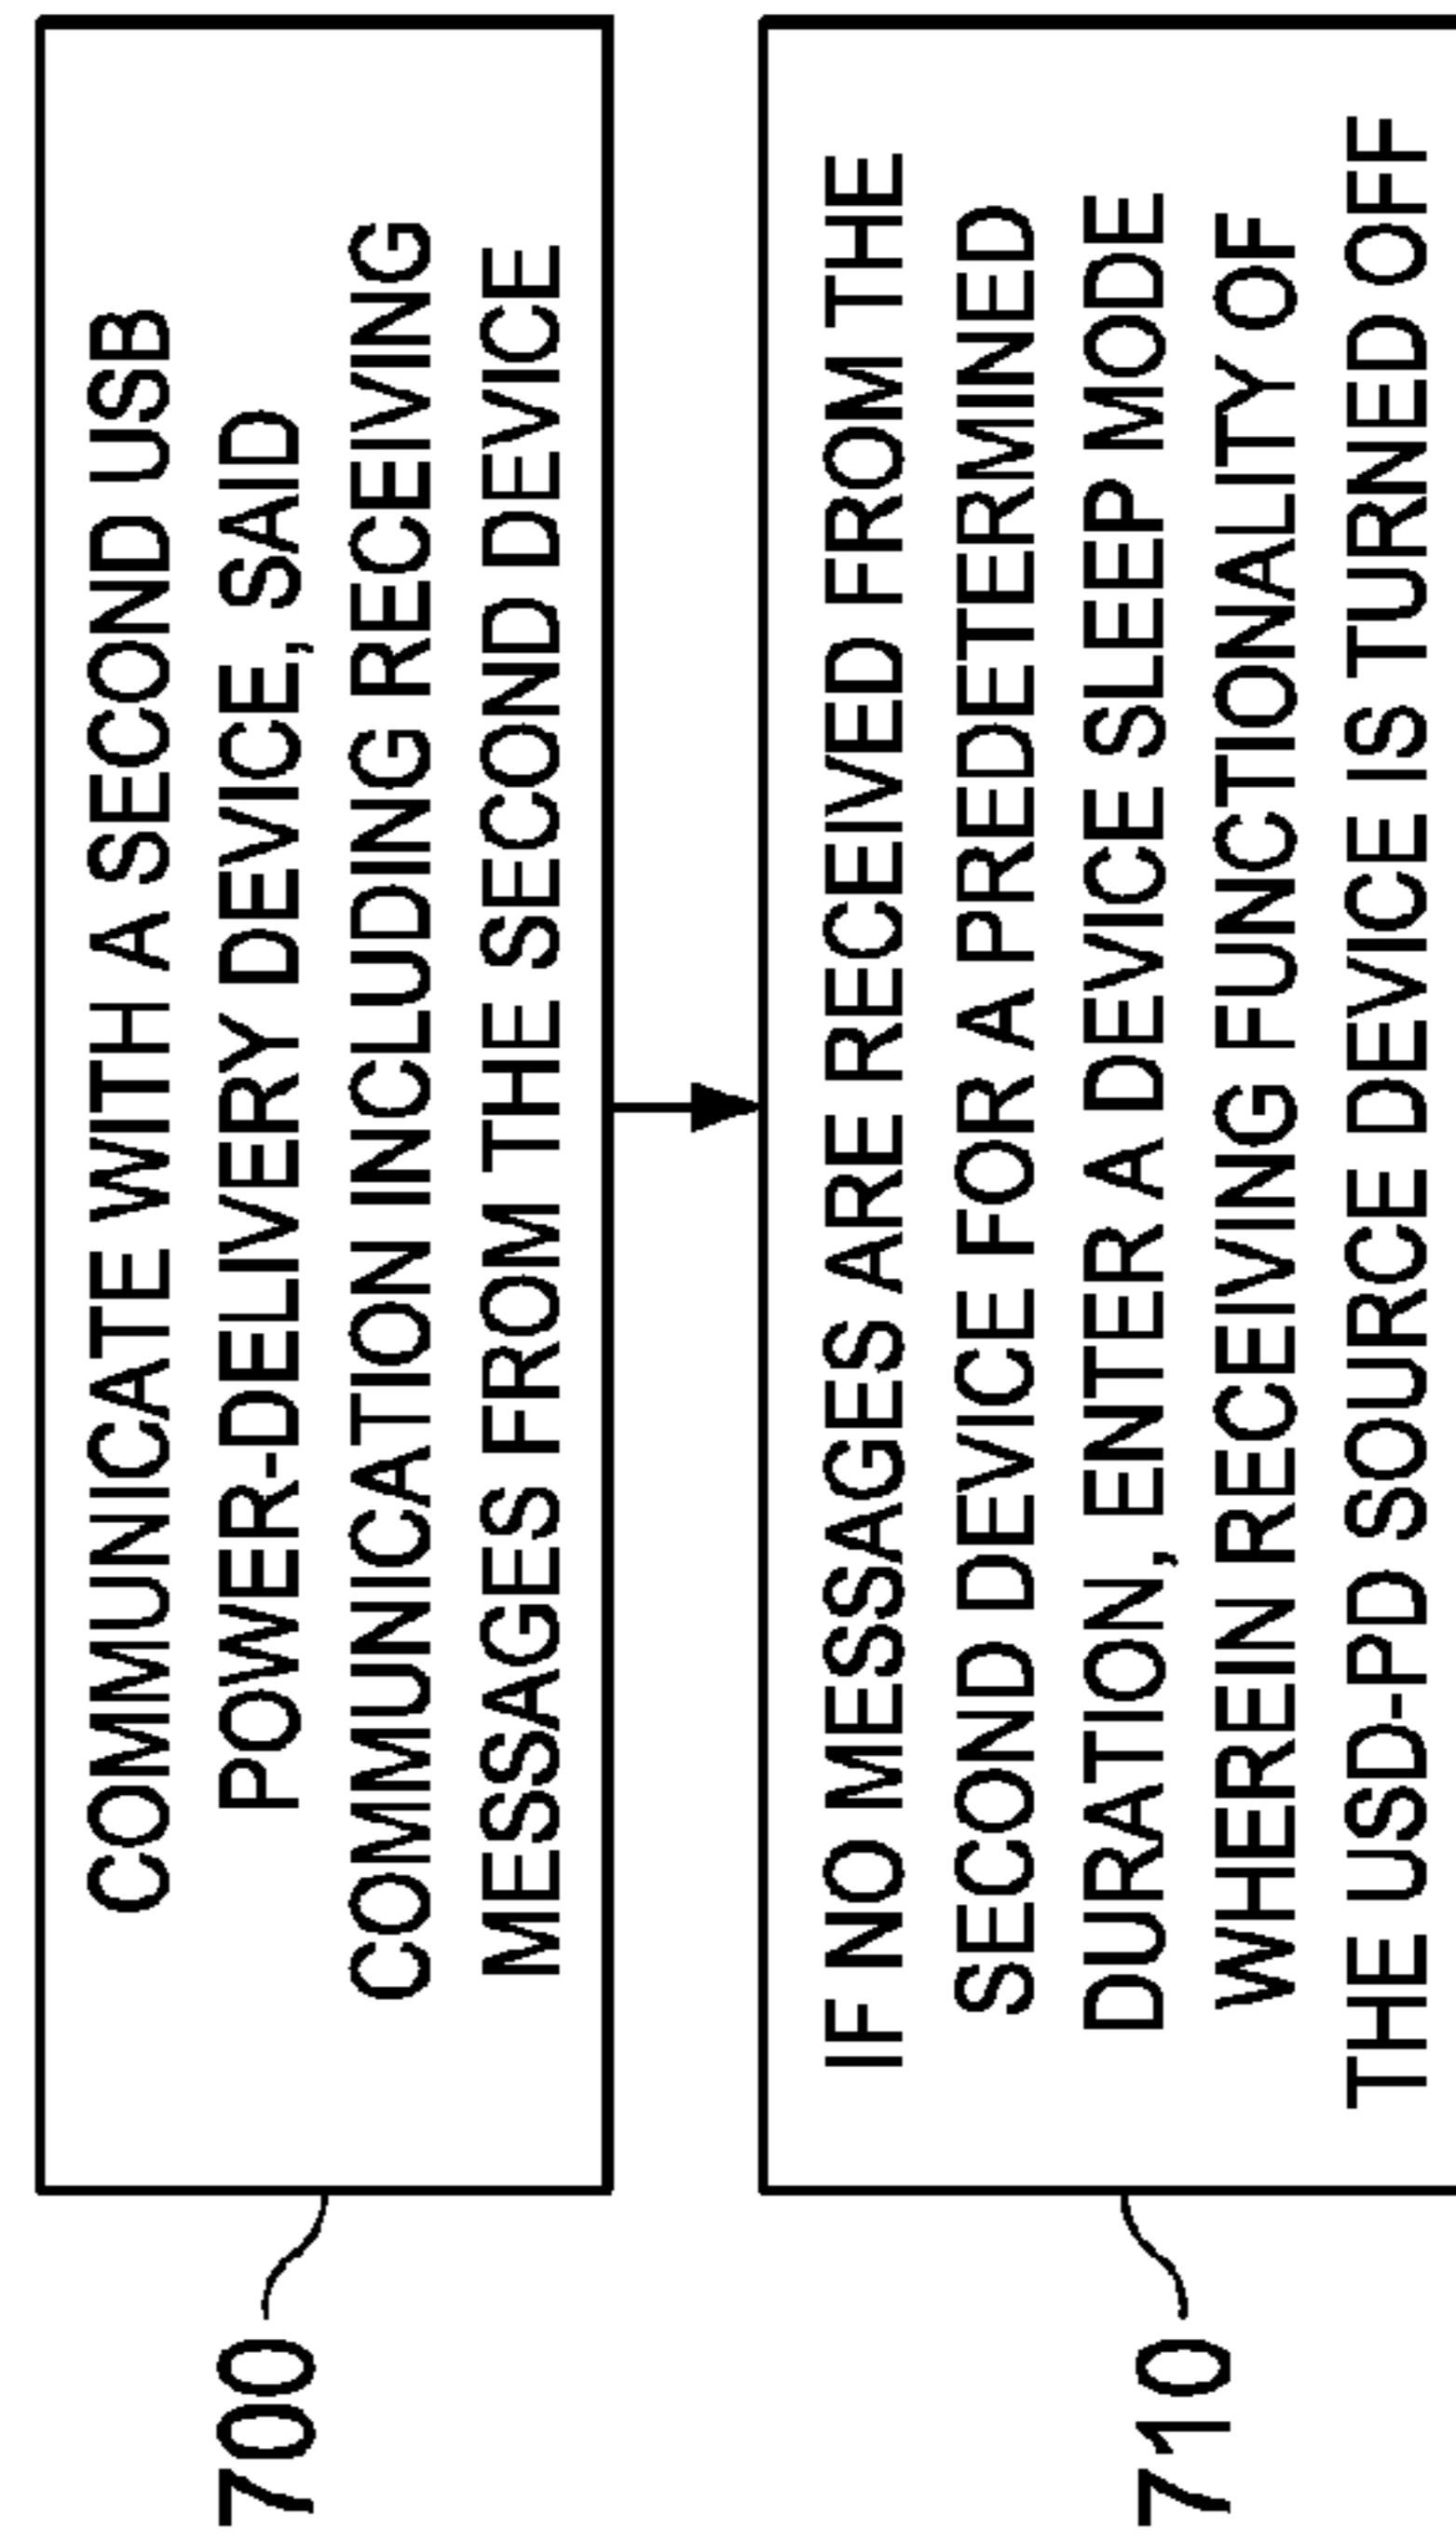 COMMUNICATE WITH A SECOND USB
POWER-DELIVERY DEVICE, SAID
COMMUNICATION INCLUDING RECEIVING
MESSAGES FROM THE SECOND DEVICE
700
IF NO MESSAGES ARE RECEIVED FROM THE
SECOND DEVICE FOR A PREDETERMINED
DURATION, ENTER A DEVICE SLEEP MODE
WHEREIN RECEIVING FUNCTIONALITY OF
THE USD-PD SOURCE DEVICE IS TURNED OFF
710